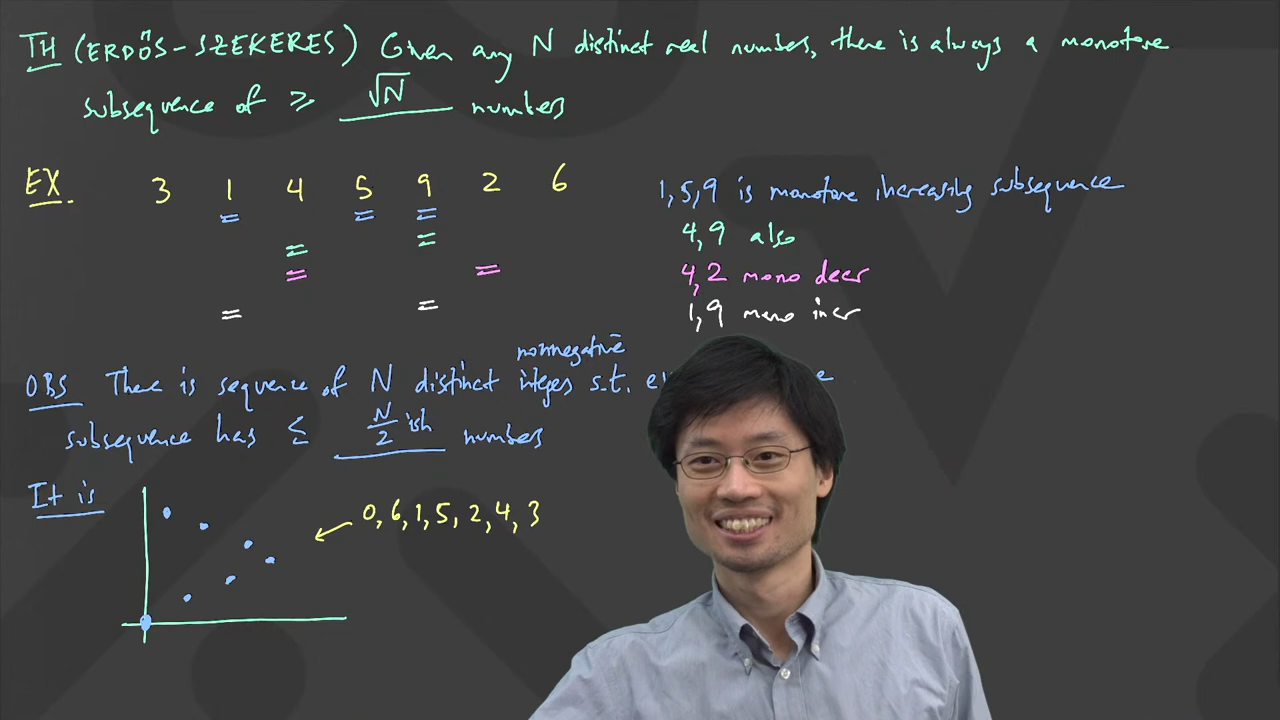 TH (ERDŐS-SZEKERES) Given any N distinct real numbers, there is always a monotone
subsequence of ≥ √N numbers
EX. 3 1 4 5 9 2 6
1,5,9 is monotone increasing subsequence
4,9 also
4,2 mono decr
1,9 mono incr
nonnegative
OBS There is sequence of N distinct integes s.t.
subsequence has ≤ N/2 ish numbers
It is
0, 6, 1, 5, 2, 4, 3